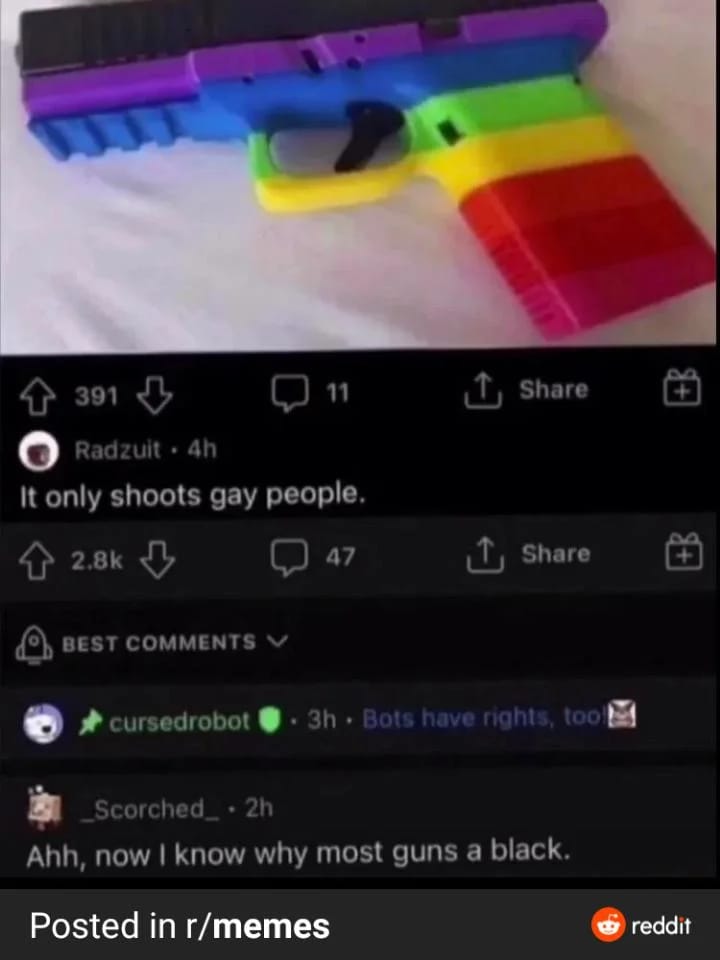 391 11 Share
Radzuit · 4h
It only shoots gay people.
2.8k 47 Share
BEST COMMENTS
cursedrobot · 3h · Bots have rights, too!
_Scorched_ · 2h
Ahh, now I know why most guns a black.
Posted in r/memes reddit